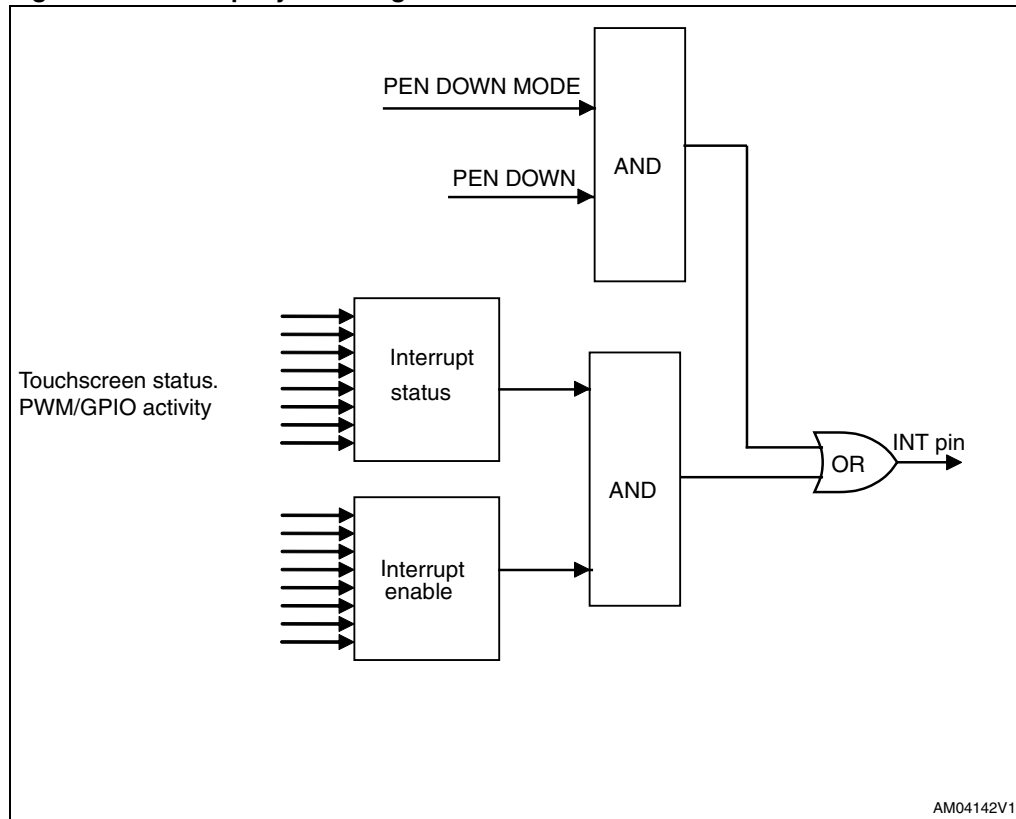 PEN DOWN MODE
PEN DOWN
AND
Interrupt
status
Touchscreen status.
PWM/GPIO activity
INT pin
OR
AND
Interrupt
enable
AM04142V1